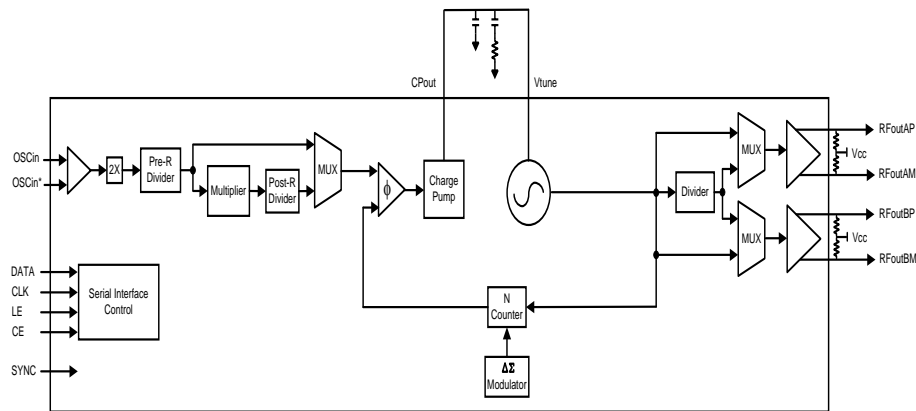 CPout
Vtune
OSCin
OSCin*
2X
Pre-R
Divider
Multiplier
Post-R
Divider
MUX
ϕ
Charge
Pump
Divider
MUX
MUX
RFoutAP
Vcc
RFoutAM
RFoutBP
Vcc
RFoutBM
DATA
CLK
LE
CE
SYNC
Serial Interface
Control
N
Counter
ΔΣ
Modulator